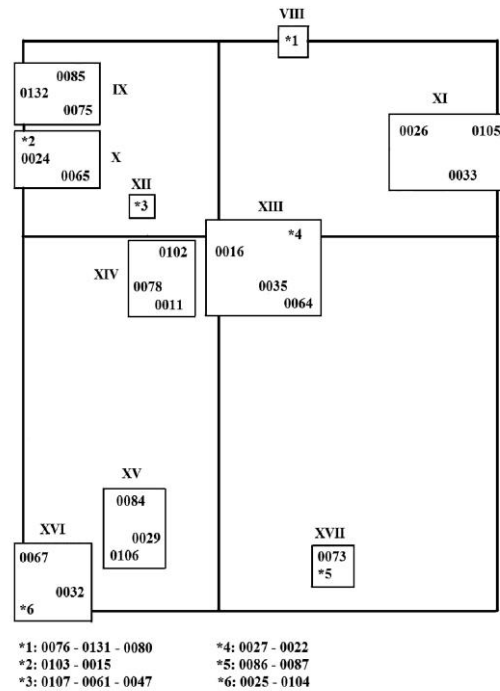 VIII
*1
0085
0132
0075
IX
XI
0026 0105
0033
*2
0024
0065
X
XII
*3
XIII
*4
0016
0035
0064
0102
XIV
0078
0011
XV
0084
0029
0106
XVI
0067
0032
*6
XVII
0073
*5
*1: 0076 - 0131 - 0080
*2: 0103 - 0015
*3: 0107 - 0061 - 0047
*4: 0027 - 0022
*5: 0086 - 0087
*6: 0025 - 0104